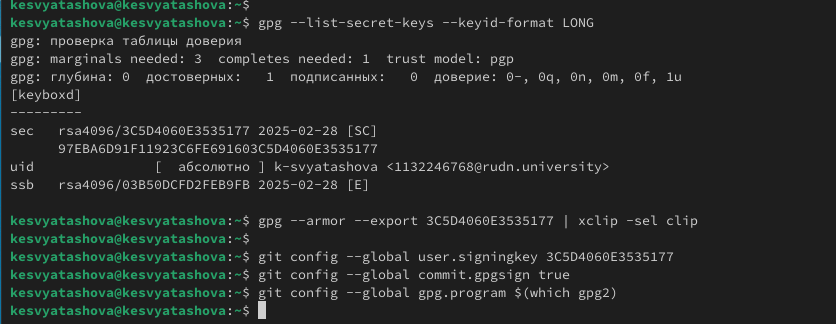 kesvyatashova@kesvyatashova:~$
kesvyatashova@kesvyatashova:~$ gpg --list-secret-keys --keyid-format LONG
gpg: проверка таблицы доверия
gpg: marginals needed: 3  completes needed: 1  trust model: pgp
gpg: глубина: 0  достоверных:   1  подписанных:   0  доверие: 0-, 0q, 0n, 0m, 0f, 1u
[keyboxd]
---------
sec   rsa4096/3C5D4060E3535177 2025-02-28 [SC]
      97EBA6D91F11923C6FE691603C5D4060E3535177
uid              [  абсолютно ] k-svyatashova <1132246768@rudn.university>
ssb   rsa4096/03B50DCFD2FEB9FB 2025-02-28 [E]
kesvyatashova@kesvyatashova:~$ gpg --armor --export 3C5D4060E3535177 | xclip -sel clip
kesvyatashova@kesvyatashova:~$
kesvyatashova@kesvyatashova:~$ git config --global user.signingkey 3C5D4060E3535177
kesvyatashova@kesvyatashova:~$ git config --global commit.gpgsign true
kesvyatashova@kesvyatashova:~$ git config --global gpg.program $(which gpg2)
kesvyatashova@kesvyatashova:~$